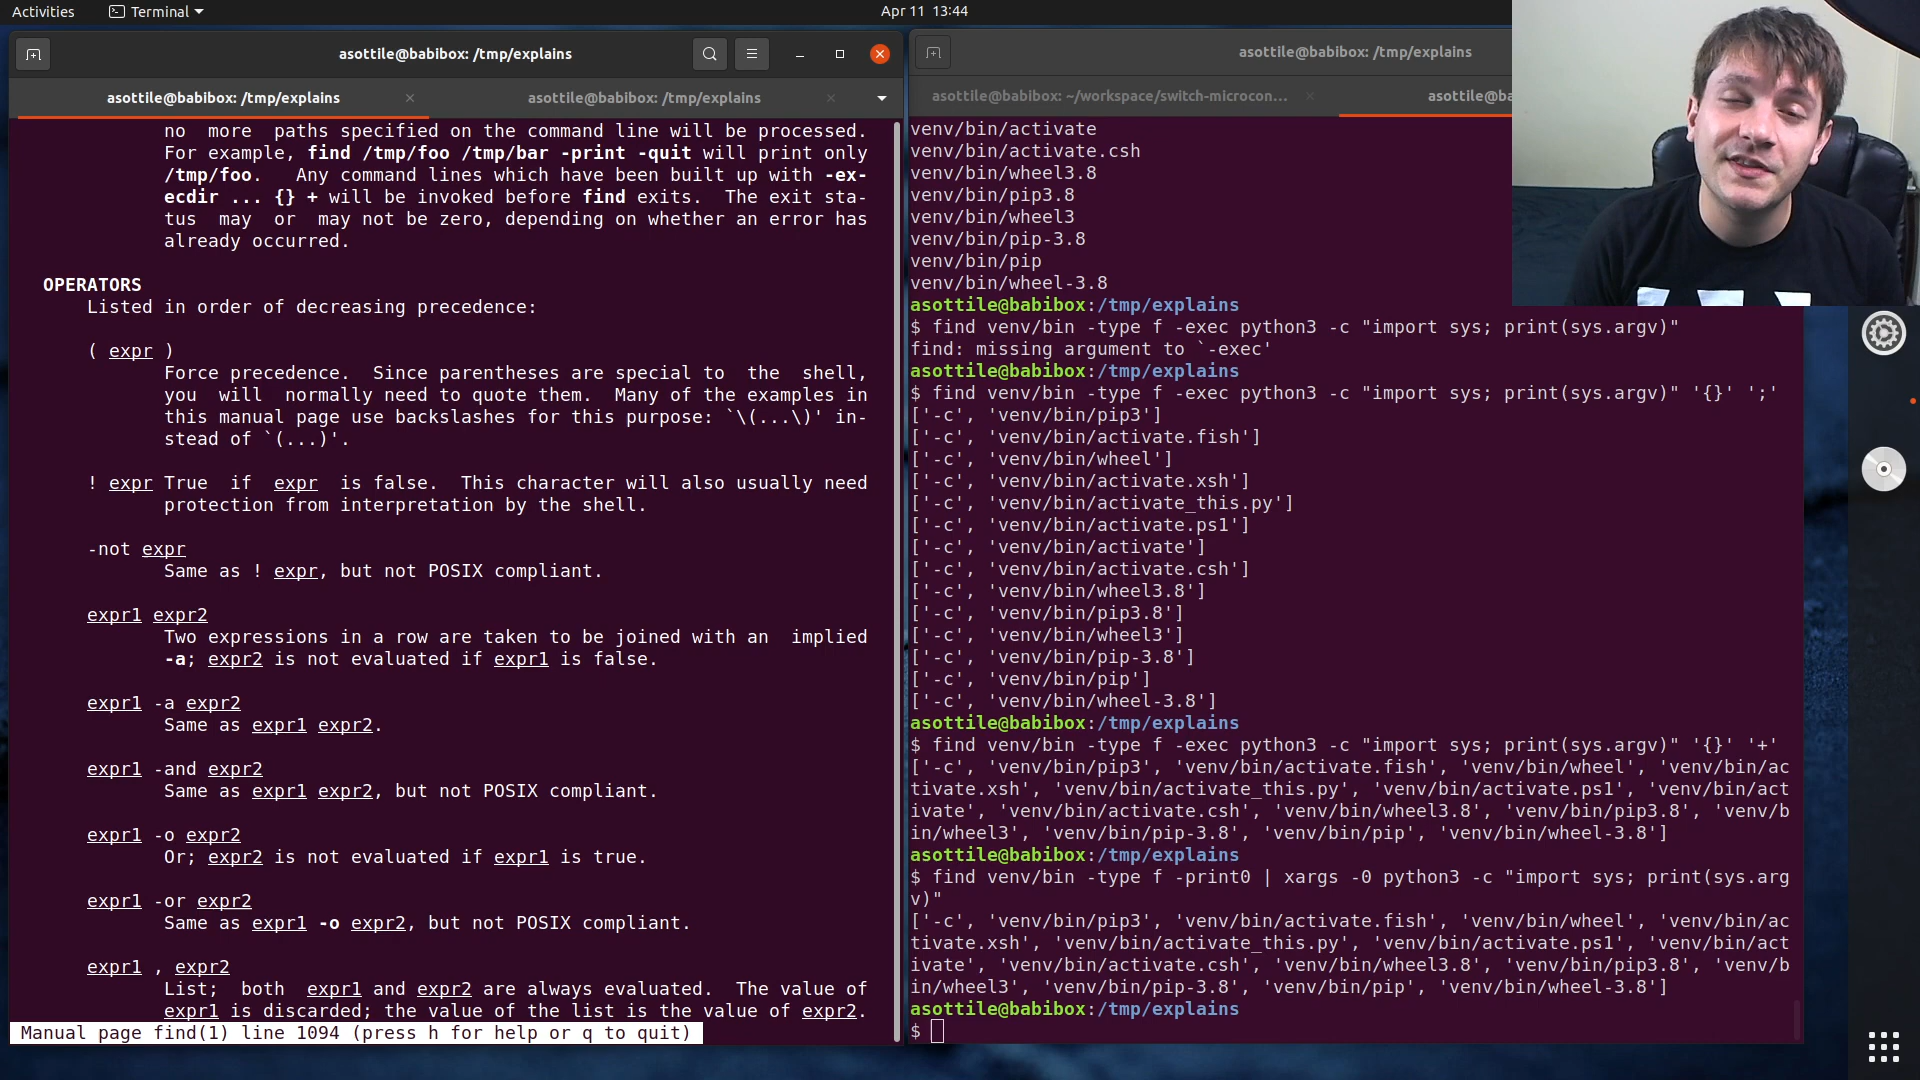 Activities
Terminal
Apr 11 13:44
asottile@babibox: /tmp/explains
asottile@babibox: /tmp/explains
asottile@babibox: /tmp/explains
no more paths specified on the command line will be processed.
For example, find /tmp/foo /tmp/bar -print -quit will print only
/tmp/foo. Any command lines which have been built up with -ex-
ecdir ... {} + will be invoked before find exits. The exit sta-
tus may or may not be zero, depending on whether an error has
already occurred.
OPERATORS
Listed in order of decreasing precedence:
( expr )
Force precedence. Since parentheses are special to the shell,
you will normally need to quote them. Many of the examples in
this manual page use backslashes for this purpose: `\(...\)' in-
stead of `(...)'.
! expr True if expr is false. This character will also usually need
protection from interpretation by the shell.
-not expr
Same as ! expr, but not POSIX compliant.
expr1 expr2
Two expressions in a row are taken to be joined with an implied
-a; expr2 is not evaluated if expr1 is false.
expr1 -a expr2
Same as expr1 expr2.
expr1 -and expr2
Same as expr1 expr2, but not POSIX compliant.
expr1 -o expr2
Or; expr2 is not evaluated if expr1 is true.
expr1 -or expr2
Same as expr1 -o expr2, but not POSIX compliant.
expr1 , expr2
List; both expr1 and expr2 are always evaluated. The value of
expr1 is discarded; the value of the list is the value of expr2.
Manual page find(1) line 1094 (press h for help or q to quit)
asottile@babibox: /tmp/explains
asottile@babibox: ~/workspace/switch-microcon...
asottile@ba
venv/bin/activate
venv/bin/activate.csh
venv/bin/wheel3.8
venv/bin/pip3.8
venv/bin/wheel3
venv/bin/pip-3.8
venv/bin/pip
venv/bin/wheel-3.8
asottile@babibox:/tmp/explains
$ find venv/bin -type f -exec python3 -c "import sys; print(sys.argv)"
find: missing argument to `-exec'
asottile@babibox:/tmp/explains
$ find venv/bin -type f -exec python3 -c "import sys; print(sys.argv)" '{}' ';'
['-c', 'venv/bin/pip3']
['-c', 'venv/bin/activate.fish']
['-c', 'venv/bin/wheel']
['-c', 'venv/bin/activate.xsh']
['-c', 'venv/bin/activate_this.py']
['-c', 'venv/bin/activate.ps1']
['-c', 'venv/bin/activate']
['-c', 'venv/bin/activate.csh']
['-c', 'venv/bin/wheel3.8']
['-c', 'venv/bin/pip3.8']
['-c', 'venv/bin/wheel3']
['-c', 'venv/bin/pip-3.8']
['-c', 'venv/bin/pip']
['-c', 'venv/bin/wheel-3.8']
asottile@babibox:/tmp/explains
$ find venv/bin -type f -exec python3 -c "import sys; print(sys.argv)" '{}' '+'
['-c', 'venv/bin/pip3', 'venv/bin/activate.fish', 'venv/bin/wheel', 'venv/bin/ac
tivate.xsh', 'venv/bin/activate_this.py', 'venv/bin/activate.ps1', 'venv/bin/act
ivate', 'venv/bin/activate.csh', 'venv/bin/wheel3.8', 'venv/bin/pip3.8', 'venv/b
in/wheel3', 'venv/bin/pip-3.8', 'venv/bin/pip', 'venv/bin/wheel-3.8']
asottile@babibox:/tmp/explains
$ find venv/bin -type f -print0 | xargs -0 python3 -c "import sys; print(sys.arg
v)"
['-c', 'venv/bin/pip3', 'venv/bin/activate.fish', 'venv/bin/wheel', 'venv/bin/ac
tivate.xsh', 'venv/bin/activate_this.py', 'venv/bin/activate.ps1', 'venv/bin/act
ivate', 'venv/bin/activate.csh', 'venv/bin/wheel3.8', 'venv/bin/pip3.8', 'venv/b
in/wheel3', 'venv/bin/pip-3.8', 'venv/bin/pip', 'venv/bin/wheel-3.8']
asottile@babibox:/tmp/explains
$